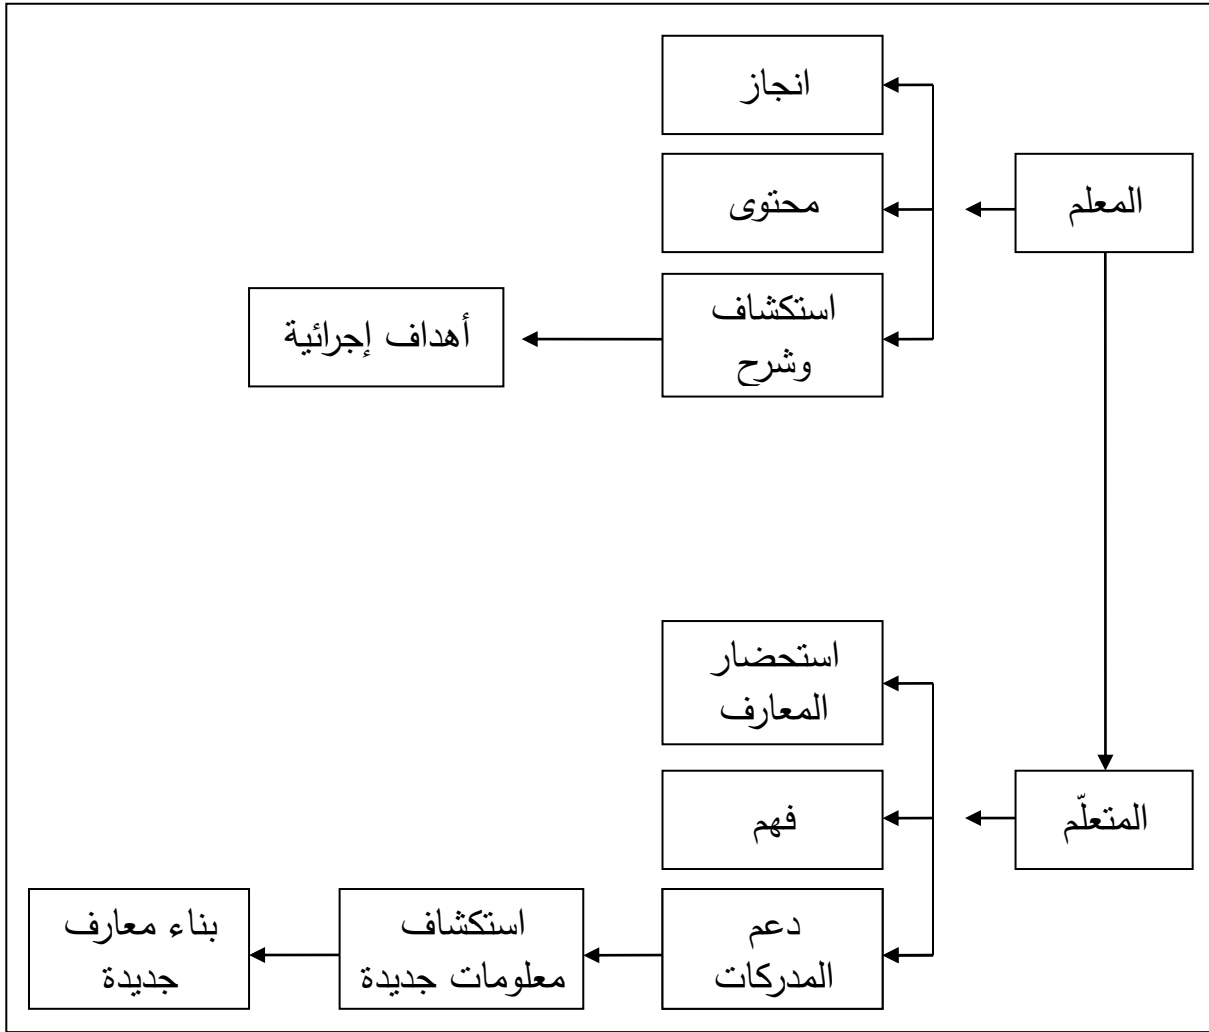 انجاز
المعلم
محتوى
استكشاف
وشرح
أهداف إجرائية
استحضار
المعارف
المتعلّم
فهم
دعم
المدركات
استكشاف
معلومات جديدة
بناء معارف
جديدة